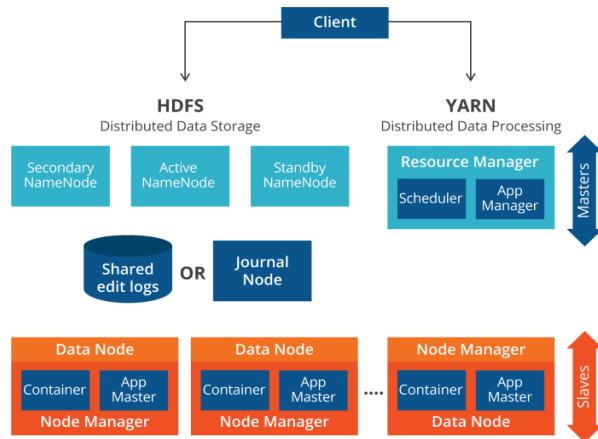 Client
HDFS
Distributed Data Storage
YARN
Distributed Data Processing
Secondary
NameNode
Active
NameNode
Standby
NameNode
Resource Manager
Scheduler
App
Manager
Masters
Shared
edit logs
OR
Journal
Node
Data Node
Container
App
Master
Node Manager
Data Node
Container
App
Master
Node Manager
....
Node Manager
Container
App
Master
Data Node
Slaves